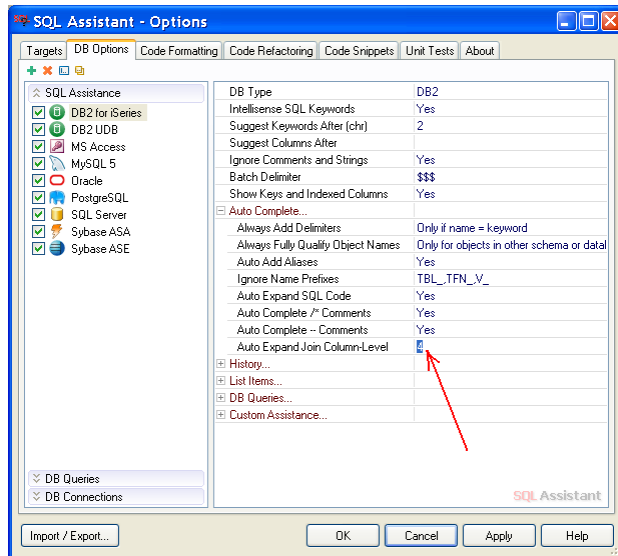 SQL Assistant - Options
Targets DB Options Code Formatting Code Refactoring Code Snippets Unit Tests About
SQL Assistance
DB2 for iSeries
DB2 UDB
MS Access
MySQL 5
Oracle
PostgreSQL
SQL Server
Sybase ASA
Sybase ASE
DB Queries
DB Connections
DB Type DB2
Intellisense SQL Keywords Yes
Suggest Keywords After (chr) 2
Suggest Columns After
Ignore Comments and Strings Yes
Batch Delimiter $$$
Show Keys and Indexed Columns Yes
Auto Complete...
Always Add Delimiters Only if name = keyword
Always Fully Qualify Object Names Only for objects in other schema or datal
Auto Add Aliases Yes
Ignore Name Prefixes TBL_,TFN_,V_
Auto Expand SQL Code Yes
Auto Complete /* Comments Yes
Auto Complete -- Comments Yes
Auto Expand Join Column-Level 4
History...
List Items...
DB Queries...
Custom Assistance...
SQL Assistant
Import / Export... OK Cancel Apply Help